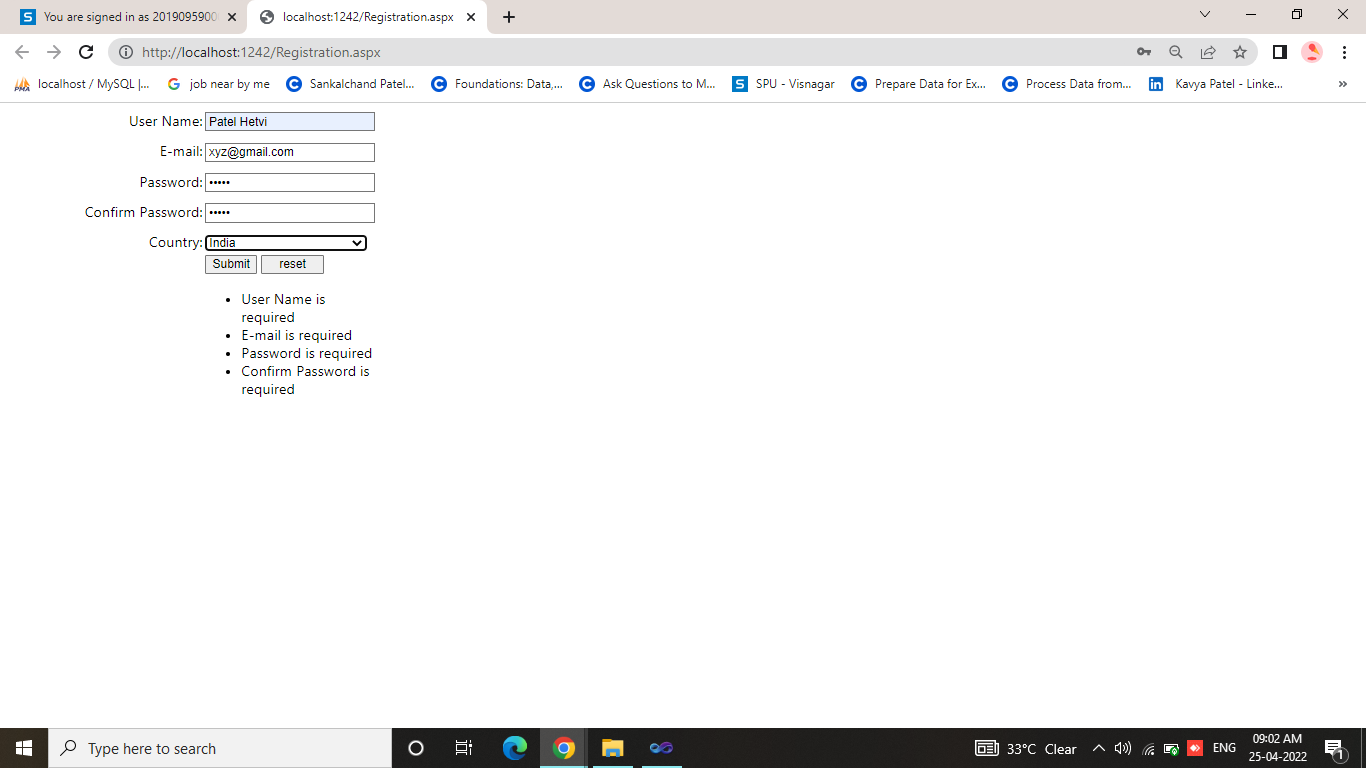 You are signed in as 2019095900
localhost:1242/Registration.aspx
http://localhost:1242/Registration.aspx
localhost / MySQL |... job near by me Sankalchand Patel... Foundations: Data,... Ask Questions to M... SPU - Visnagar Prepare Data for Ex... Process Data from... Kavya Patel - Linke... »
User Name: Patel Hetvi
E-mail: xyz@gmail.com
Password: •••••
Confirm Password: •••••
Country: India
Submit reset
• User Name is
required
• E-mail is required
• Password is required
• Confirm Password is
required
Type here to search
33°C Clear ENG 09:02 AM
25-04-2022
1